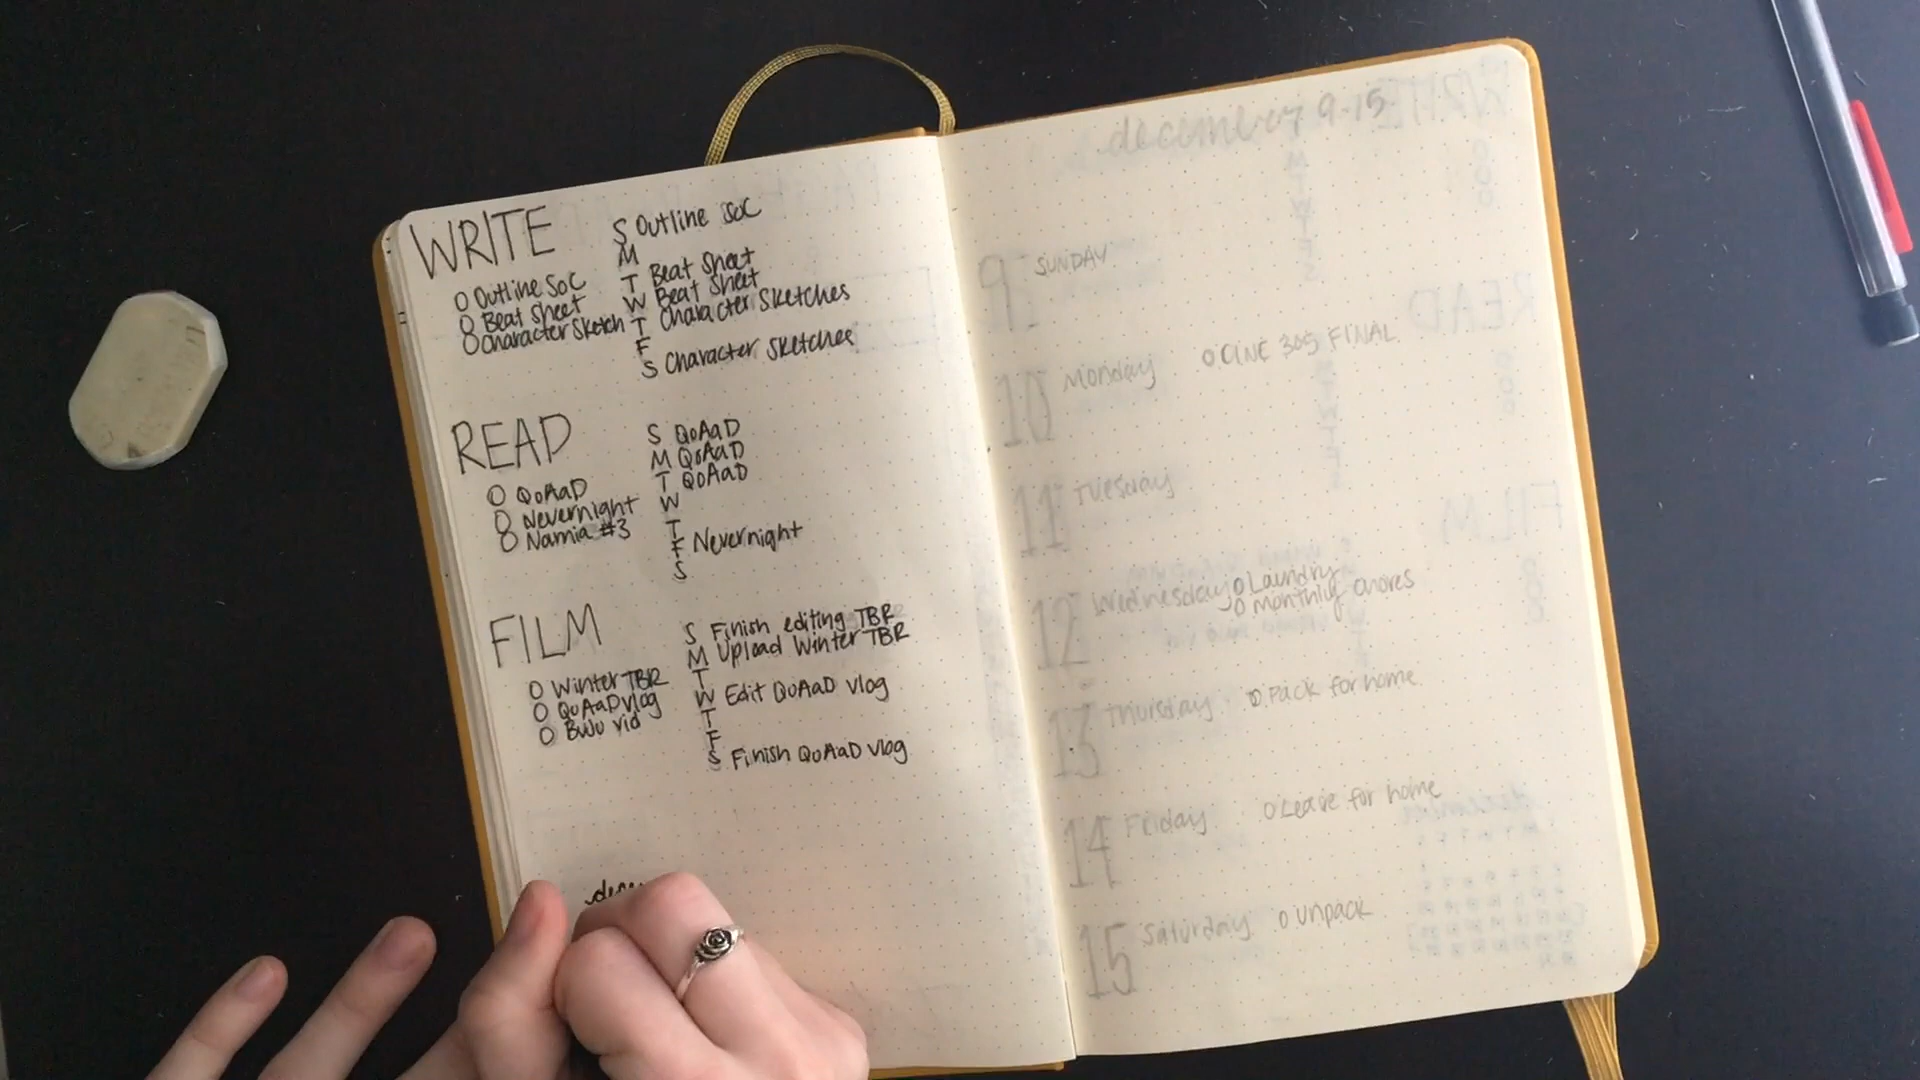 WRITE
O Outline SoC
O Beat Sheet
O Character Sketch
S Outline SoC
M
T Beat Sheet
W Beat Sheet
T Character Sketches
F
S Character Sketches
READ
O QoAaD
O Nevernight
O Narnia #3
S QoAaD
M QoAaD
T QoAaD
W
T
F Nevernight
S
FILM
O Winter TBR
O QoAaD vlog
O BuJo vid
S Finish editing TBR
M Upload Winter TBR
T
W Edit QoAaD vlog
T
F
S Finish QoAaD vlog
december 9-15
9 SUNDAY
10 Monday O CINE 305 FINAL
11 Tuesday
12 Wednesday O Laundry
O Monthly chores
13 Thursday O Pack for home
14 Friday O Leave for home
15 Saturday O Unpack